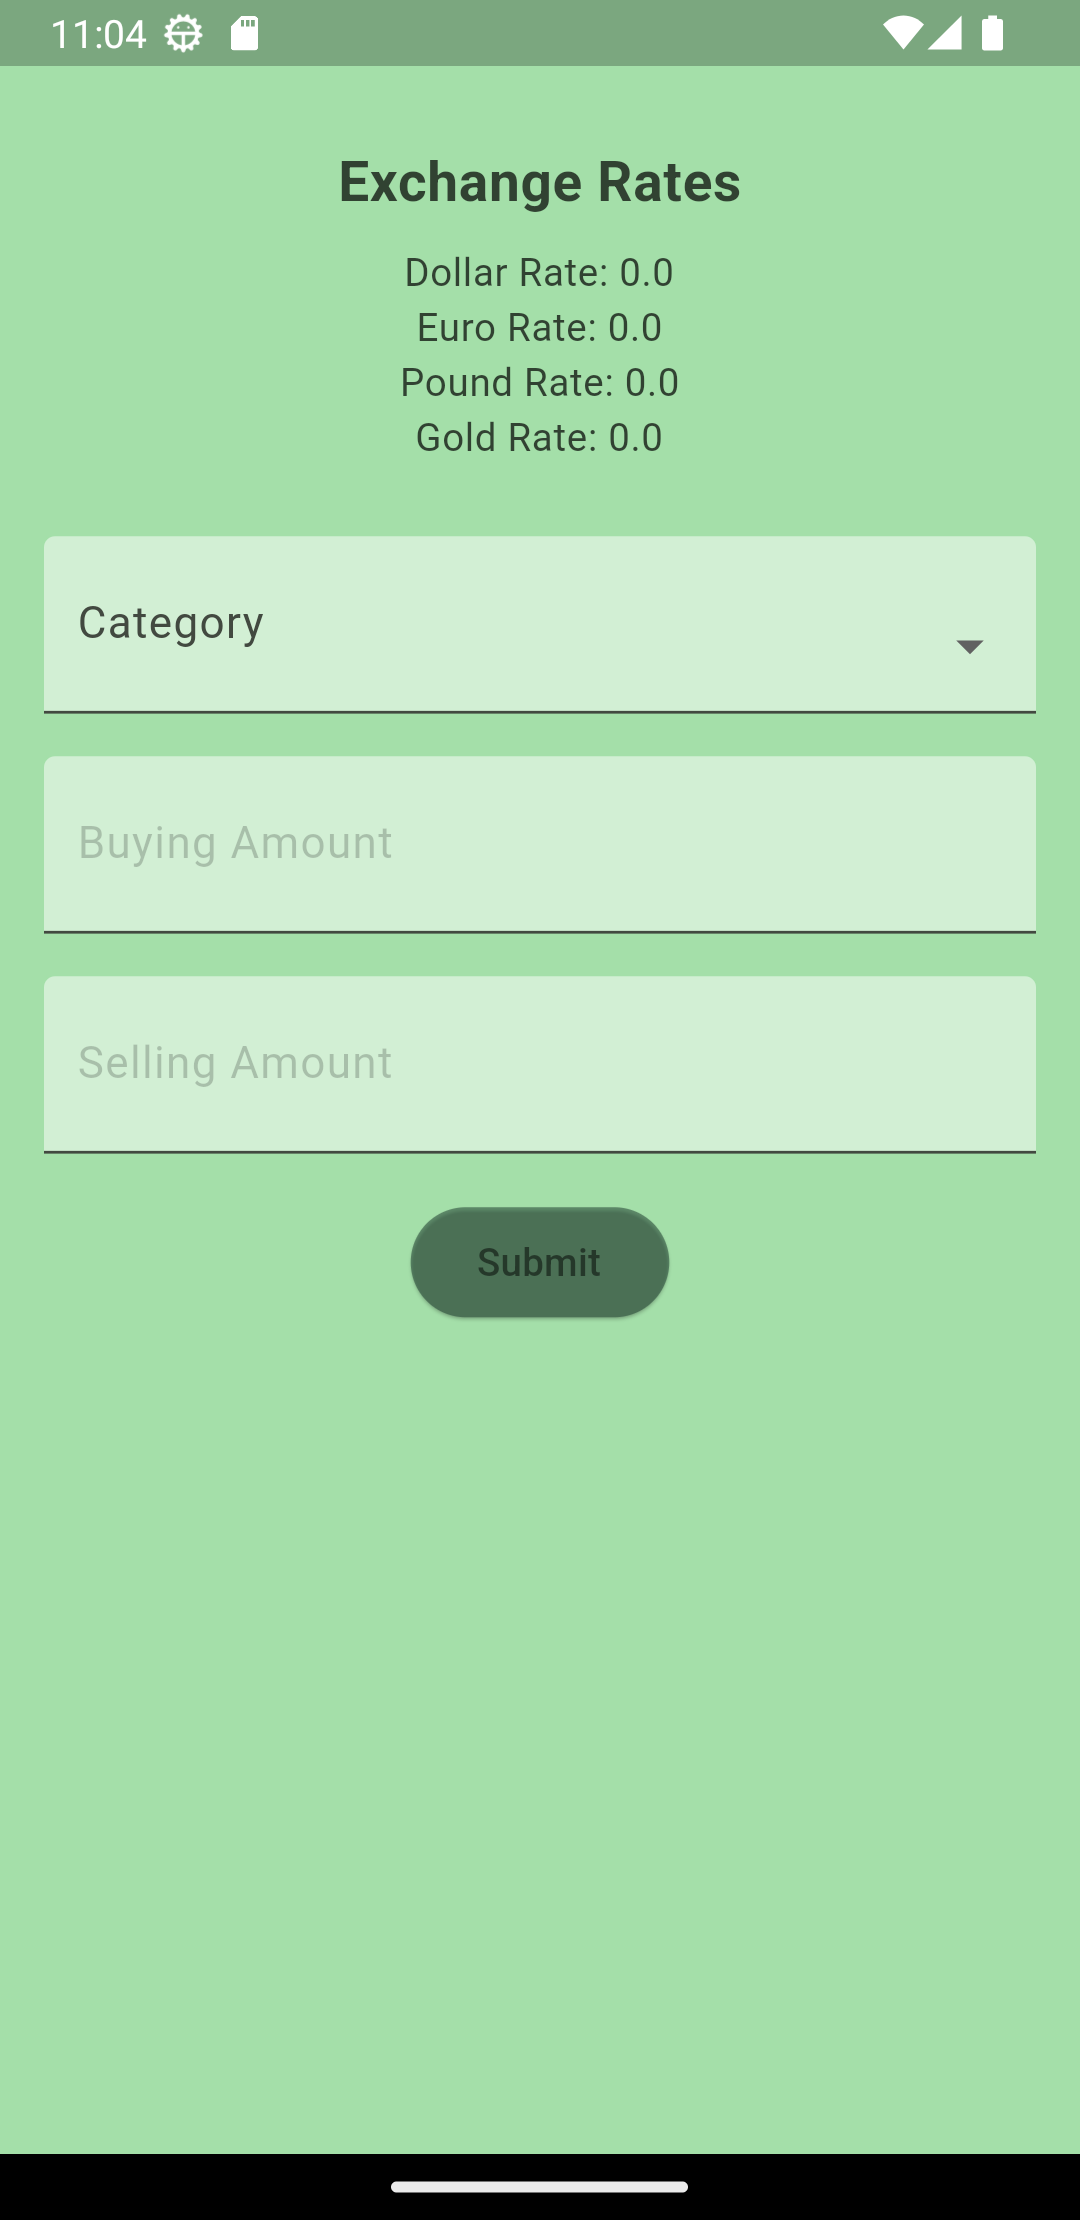 11:04
Exchange Rates
Dollar Rate: 0.0
Euro Rate: 0.0
Pound Rate: 0.0
Gold Rate: 0.0
Category
Buying Amount
Selling Amount
Submit